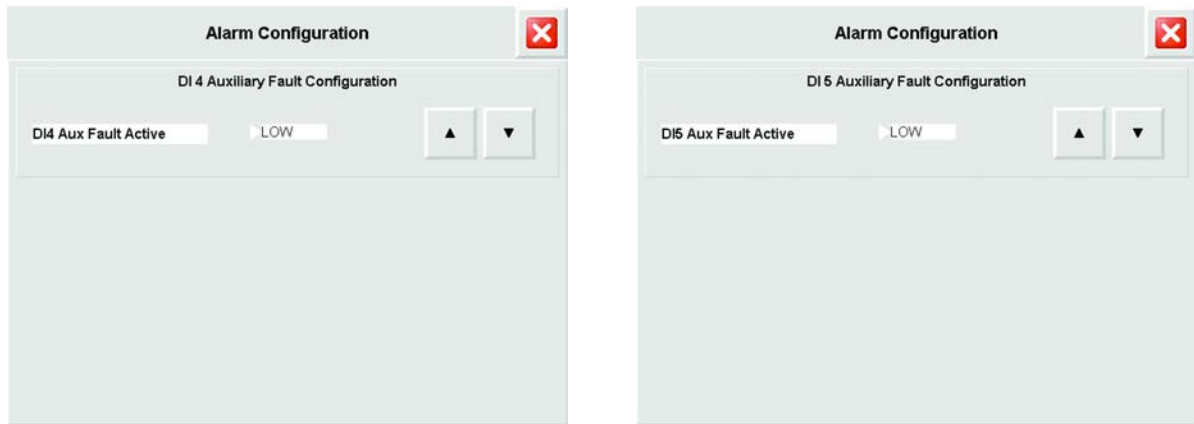 Alarm Configuration
DI 4 Auxiliary Fault Configuration
DI4 Aux Fault Active LOW
Alarm Configuration
DI 5 Auxiliary Fault Configuration
DI5 Aux Fault Active LOW